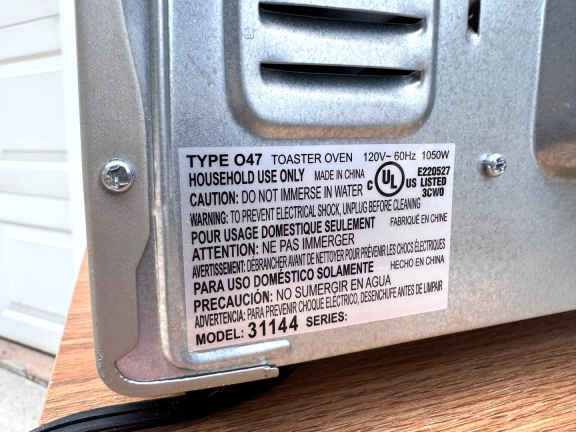 TYPE O47 TOASTER OVEN 120V~ 60Hz 1050W
HOUSEHOLD USE ONLY MADE IN CHINA
CAUTION: DO NOT IMMERSE IN WATER
WARNING: TO PREVENT ELECTRICAL SHOCK, UNPLUG BEFORE CLEANING
C UL US
E220527
LISTED
3CW0
POUR USAGE DOMESTIQUE SEULEMENT FABRIQUÉ EN CHINE
ATTENTION: NE PAS IMMERGER
AVERTISSEMENT: DÉBRANCHER AVANT DE NETTOYER POUR PRÉVENIR LES CHOCS ÉLECTRIQUES
PARA USO DOMÉSTICO SOLAMENTE HECHO EN CHINA
PRECAUCIÓN: NO SUMERGIR EN AGUA
ADVERTENCIA: PARA PREVENIR CHOQUE ELÉCTRICO, DESENCHUFE ANTES DE LIMPIAR
MODEL: 31144 SERIES: